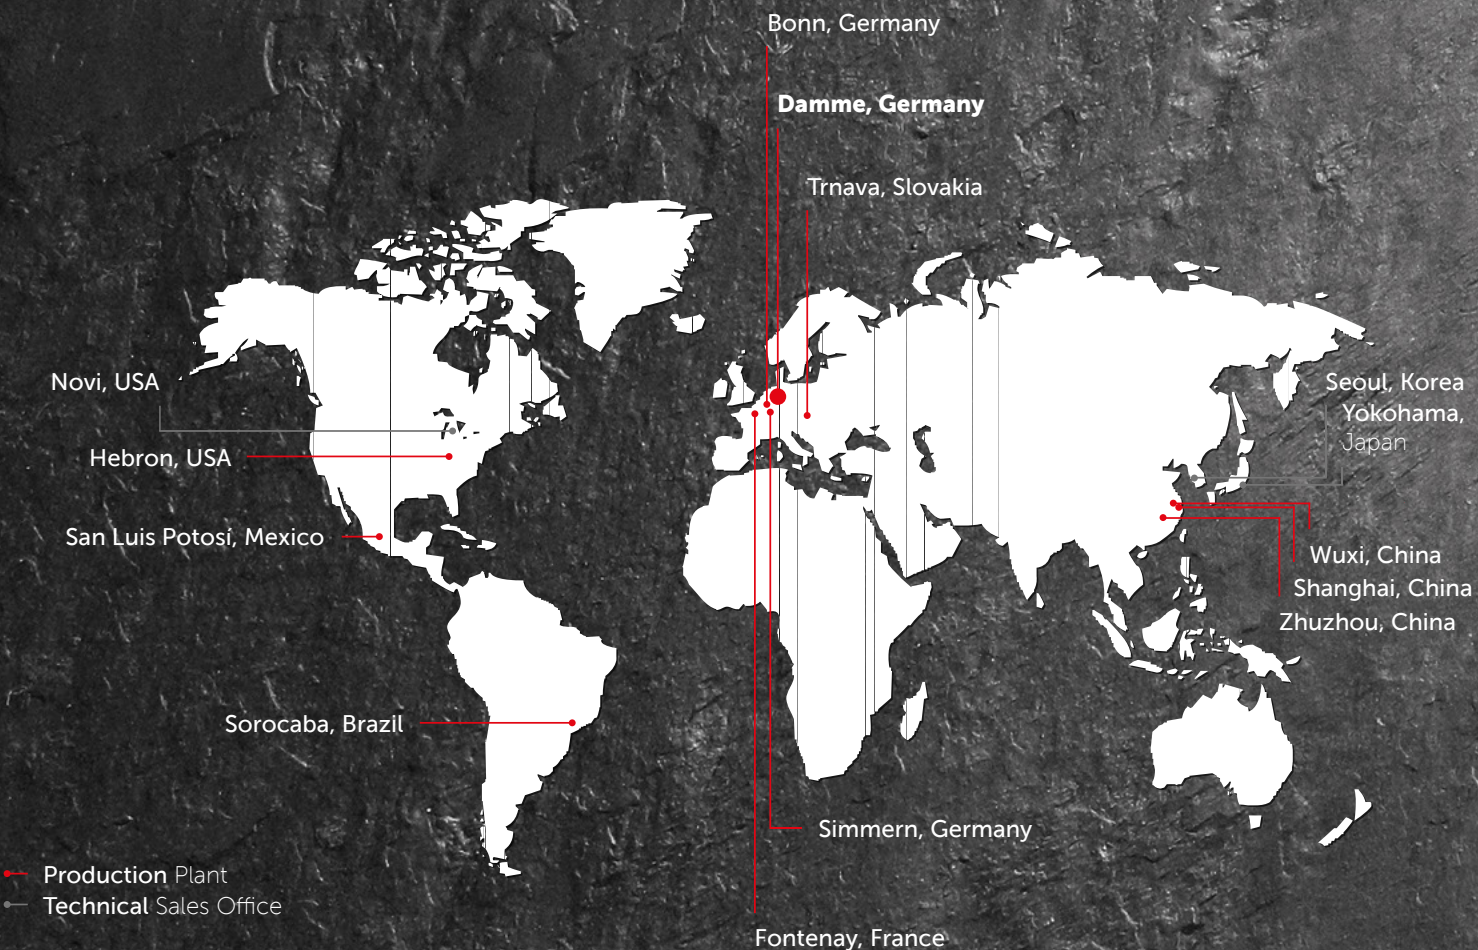 Bonn, Germany
Damme, Germany
Trnava, Slovakia
Novi, USA
Seoul, Korea
Yokohama,
Japan
Hebron, USA
San Luis Potosí, Mexico
Wuxi, China
Shanghai, China
Zhuzhou, China
Sorocaba, Brazil
Simmern, Germany
Production Plant
Technical Sales Office
Fontenay, France